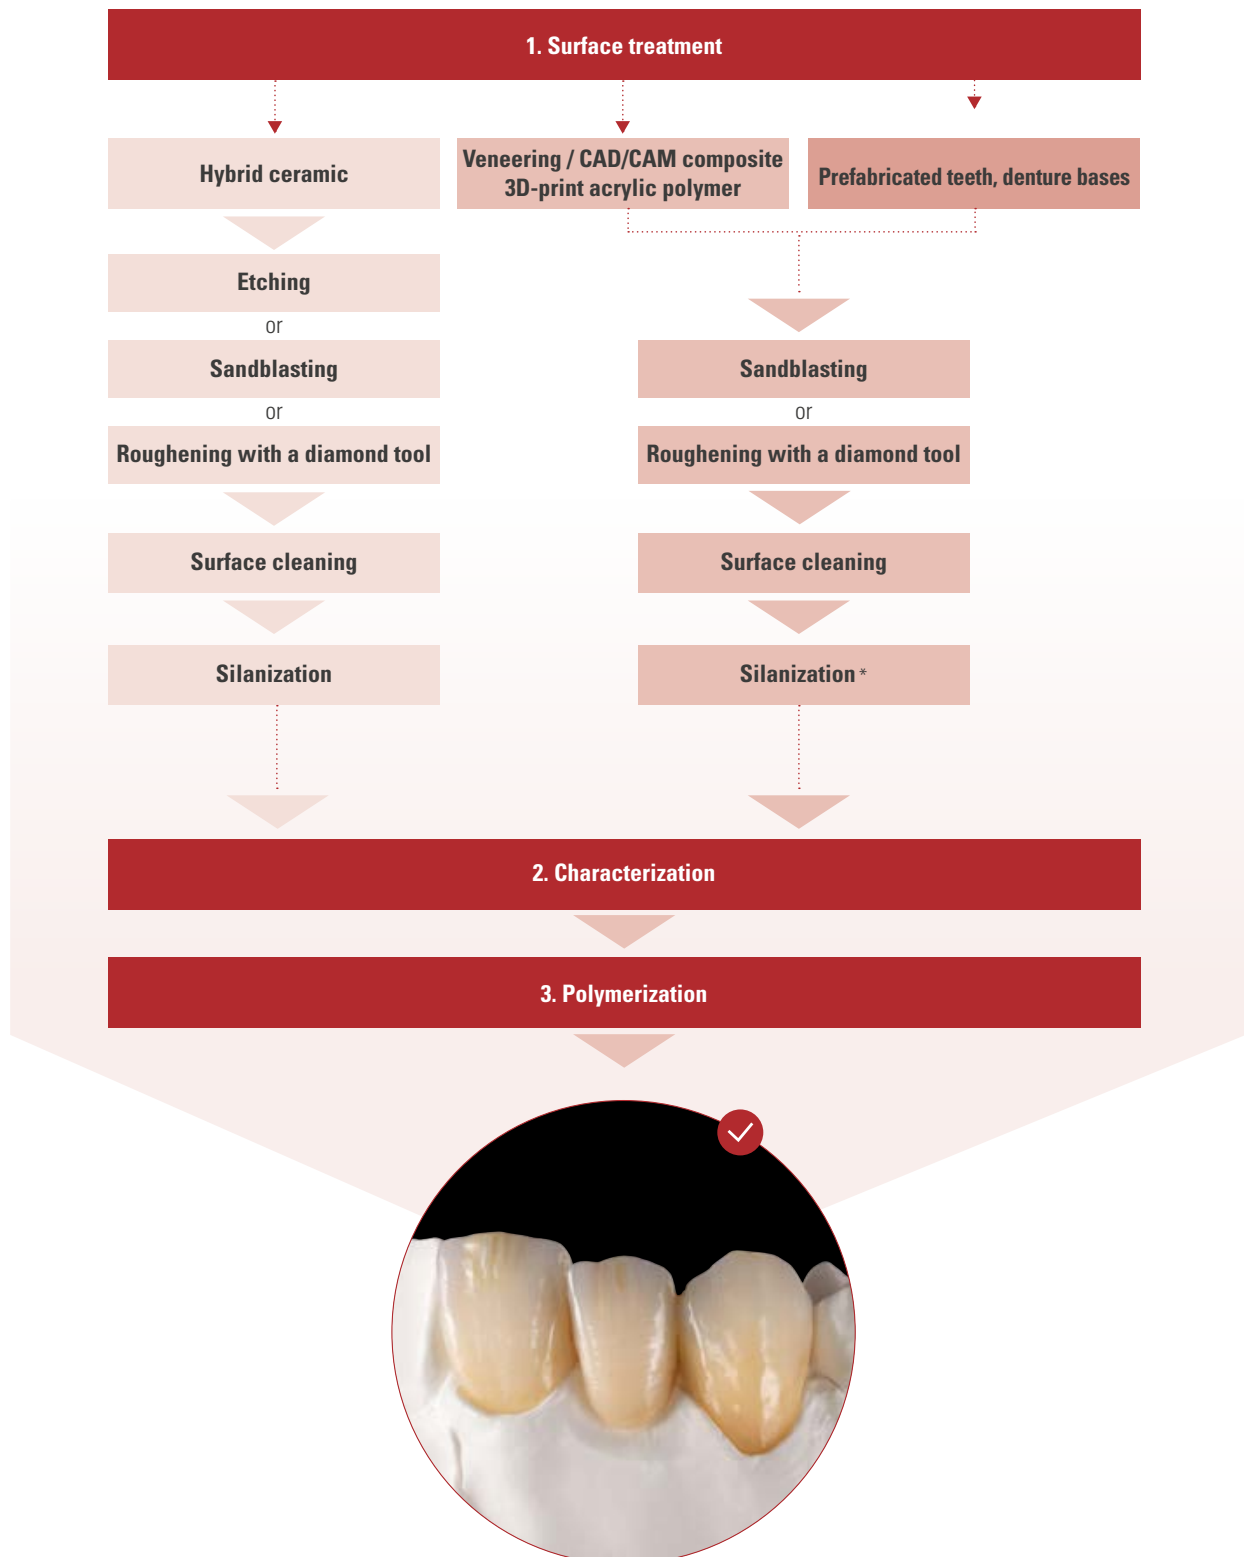 1. Surface treatment
Hybrid ceramic
Veneering / CAD/CAM composite
3D-print acrylic polymer
Prefabricated teeth, denture bases
Etching
or
Sandblasting
or
Roughening with a diamond tool
Surface cleaning
Silanization
Sandblasting
or
Roughening with a diamond tool
Surface cleaning
Silanization *
2. Characterization
3. Polymerization